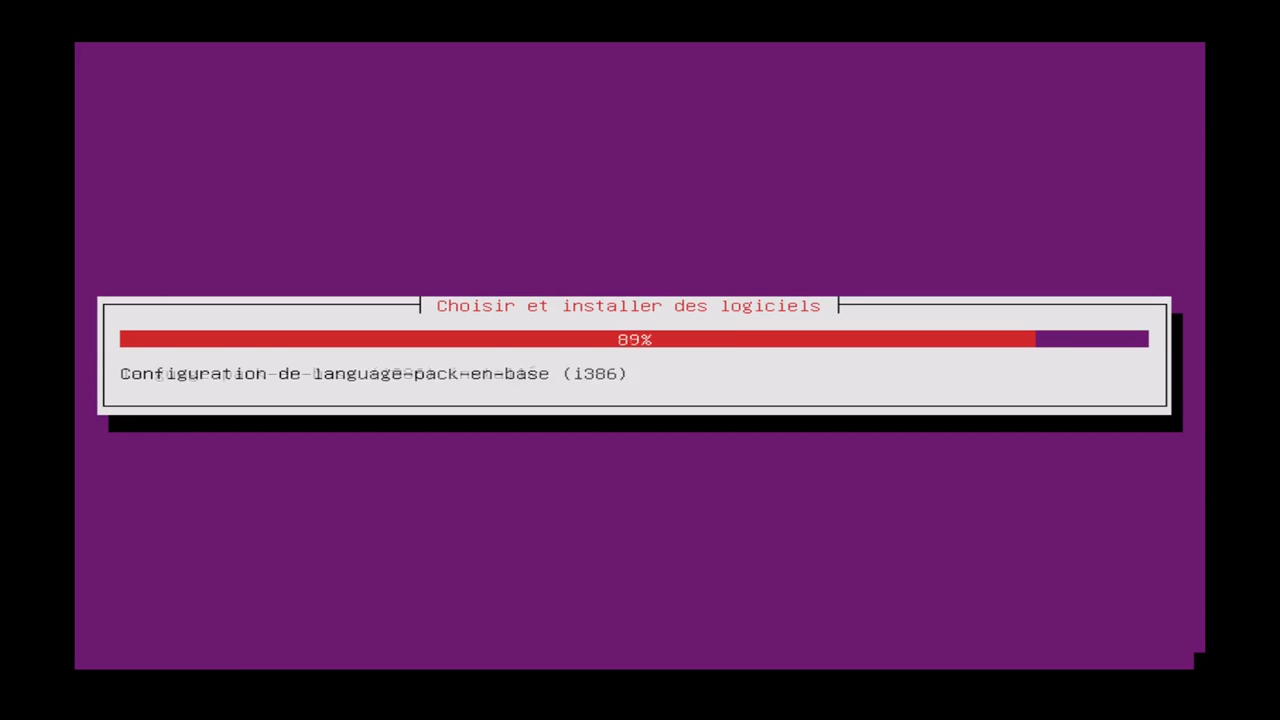 Choisir et installer des logiciels
89%
Configuration de language-pack-en-base (i386)